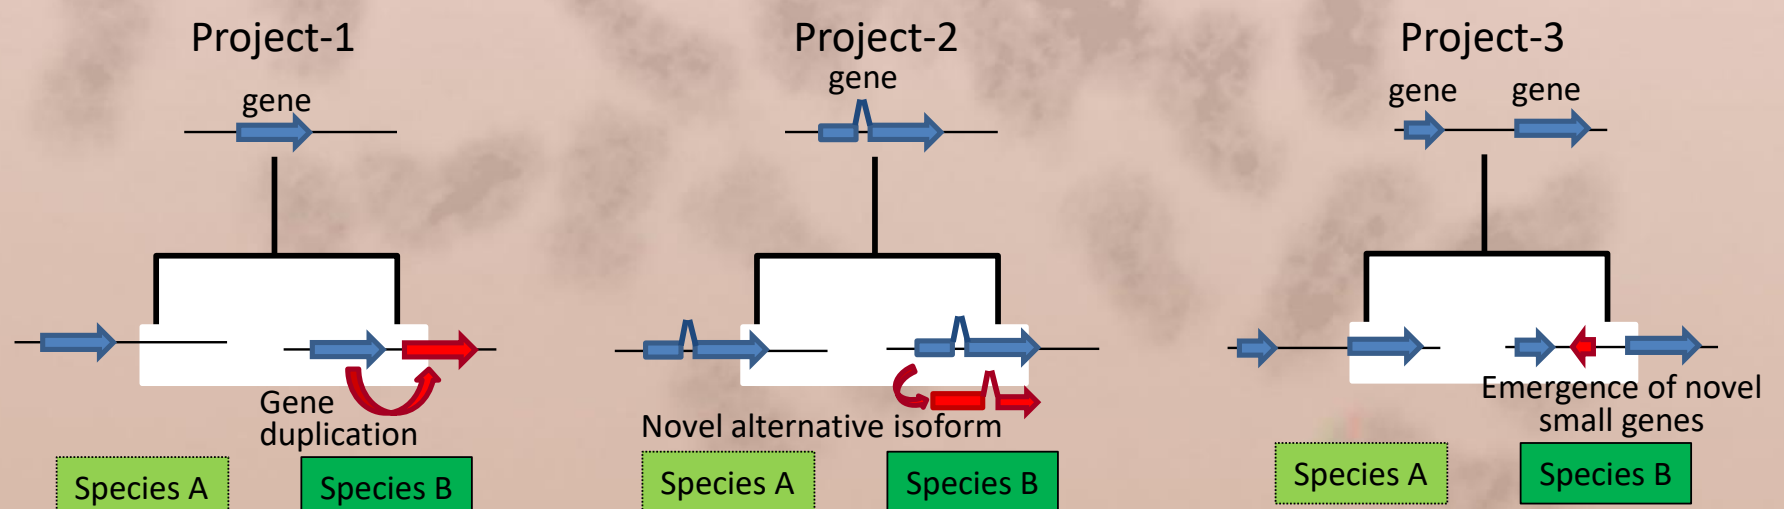 Project-1
gene
Gene
duplication
Species A
Species B
Project-2
gene
Novel alternative isoform
Species A
Species B
Project-3
gene
gene
Emergence of novel
small genes
Species A
Species B